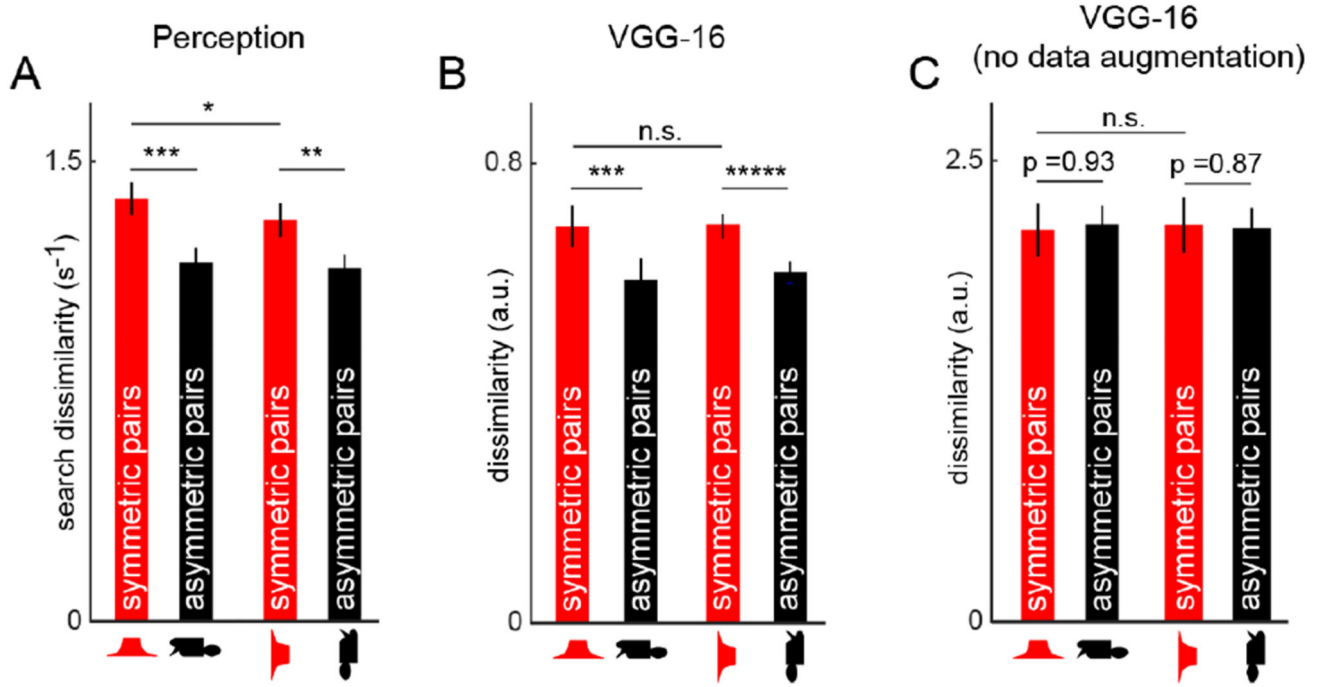 Perception
A
*
1.5
***
**
search dissimilarity (s-1)
symmetric pairs
asymmetric pairs
symmetric pairs
asymmetric pairs
0
VGG-16
B
n.s.
0.8
***
*****
dissimilarity (a.u.)
symmetric pairs
asymmetric pairs
symmetric pairs
asymmetric pairs
0
VGG-16
(no data augmentation)
C
n.s.
2.5
p =0.93
p =0.87
dissimilarity (a.u.)
symmetric pairs
asymmetric pairs
symmetric pairs
asymmetric pairs
0